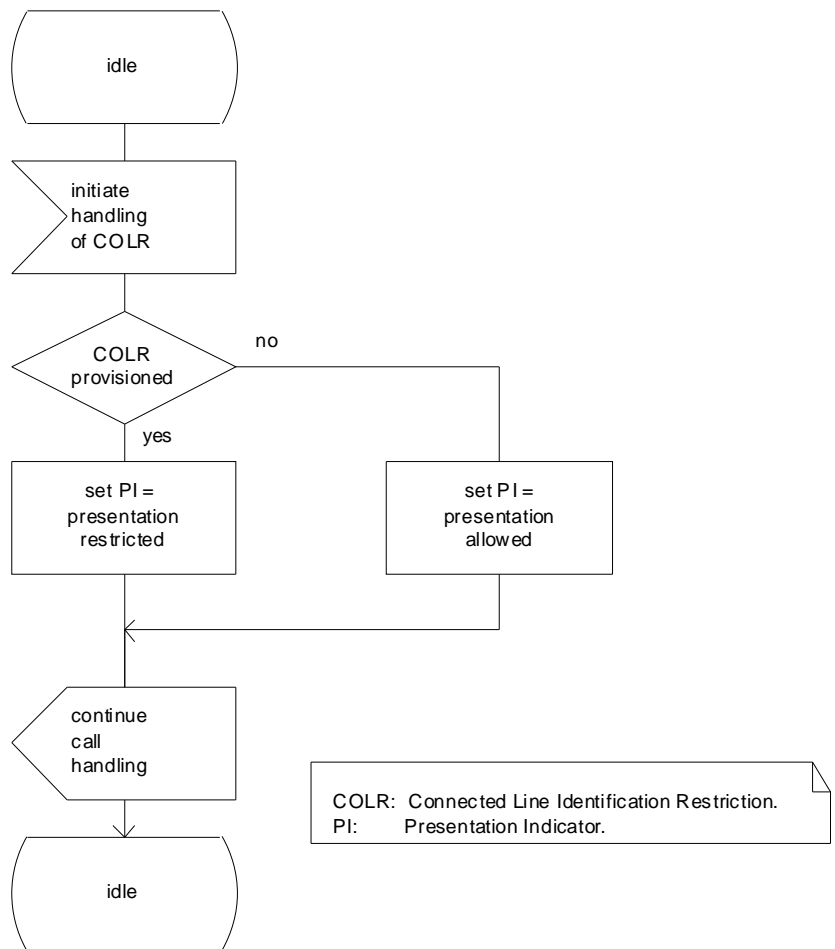 idle
initiate
handling
of COLR
COLR
provisioned
no
yes
set PI =
presentation
restricted
set PI =
presentation
allowed
continue
call
handling
COLR: Connected Line Identification Restriction.
PI: Presentation Indicator.
idle